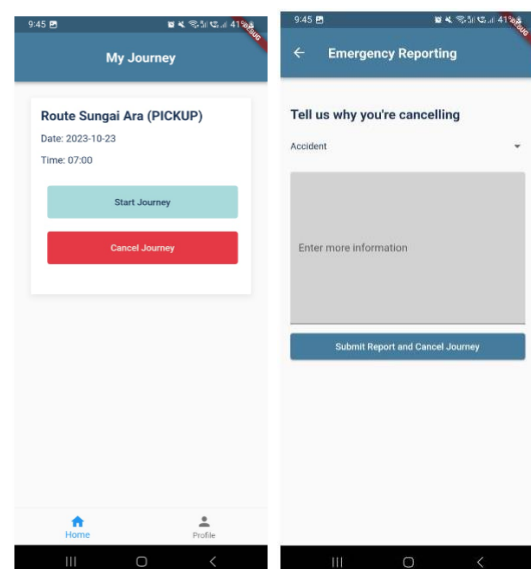 9:45
41%
My Journey
Route Sungai Ara (PICKUP)
Date: 2023-10-23
Time: 07:00
Start Journey
Cancel Journey
Home
Profile
9:45
41%
Emergency Reporting
Tell us why you're cancelling
Accident
Enter more information
Submit Report and Cancel Journey